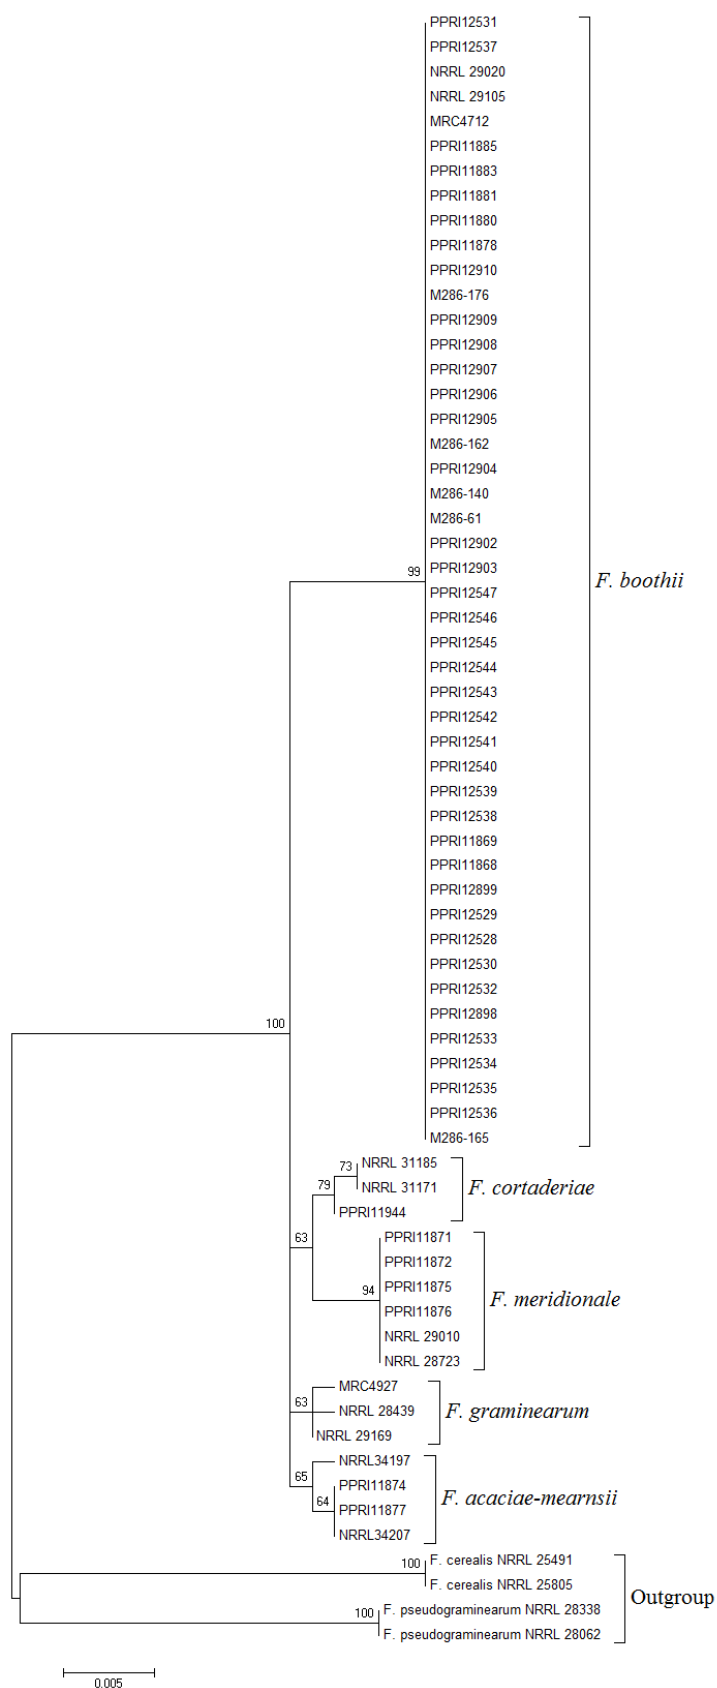 PPRI12531
PPRI12537
NRRL 29020
NRRL 29105
MRC4712
PPRI11885
PPRI11883
PPRI11881
PPRI11880
PPRI11878
PPRI12910
M286-176
PPRI12909
PPRI12908
PPRI12907
PPRI12906
PPRI12905
M286-162
PPRI12904
M286-140
M286-61
PPRI12902
PPRI12903
99
F. boothii
PPRI12547
PPRI12546
PPRI12545
PPRI12544
PPRI12543
PPRI12542
PPRI12541
PPRI12540
PPRI12539
PPRI12538
PPRI11869
PPRI11868
PPRI12899
PPRI12529
PPRI12528
PPRI12530
PPRI12532
PPRI12898
100
PPRI12533
PPRI12534
PPRI12535
PPRI12536
M286-165
73
NRRL 31185
79
NRRL 31171
F. cortaderiae
PPRI11944
63
PPRI11871
PPRI11872
PPRI11875
94
F. meridionale
PPRI11876
NRRL 29010
NRRL 28723
MRC4927
63
NRRL 28439
F. graminearum
NRRL 29169
NRRL34197
65
PPRI11874
F. acaciae-mearnsii
64
PPRI11877
NRRL34207
100
F. cerealis NRRL 25491
F. cerealis NRRL 25805
Outgroup
100
F. pseudograminearum NRRL 28338
F. pseudograminearum NRRL 28062
0.005